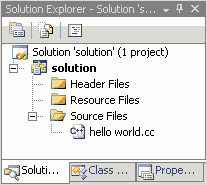 Solution Explorer - Solution 's...
Solution 'solution' (1 project)
solution
Header Files
Resource Files
Source Files
hello world.cc
Soluti... Class ... Prope...